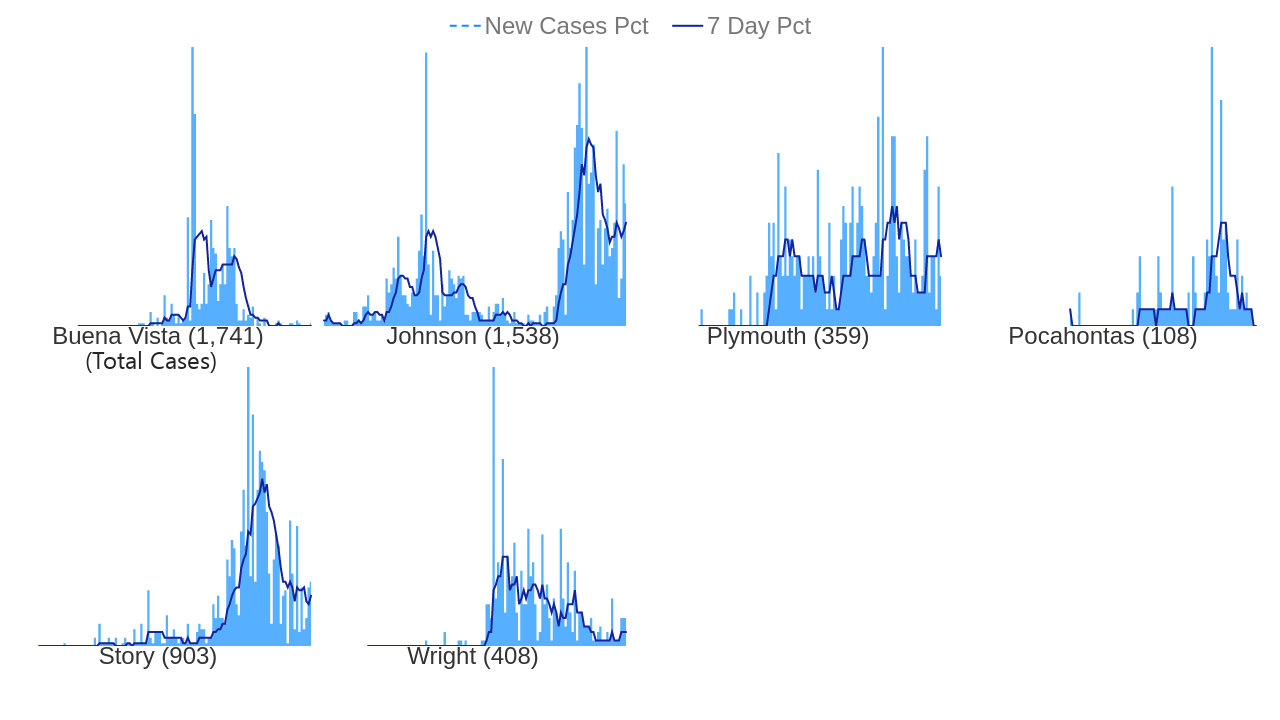 New Cases Pct 7 Day Pct
Buena Vista (1,741) Johnson (1,538) Plymouth (359) Pocahontas (108)
(Total Cases)
Story (903) Wright (408)